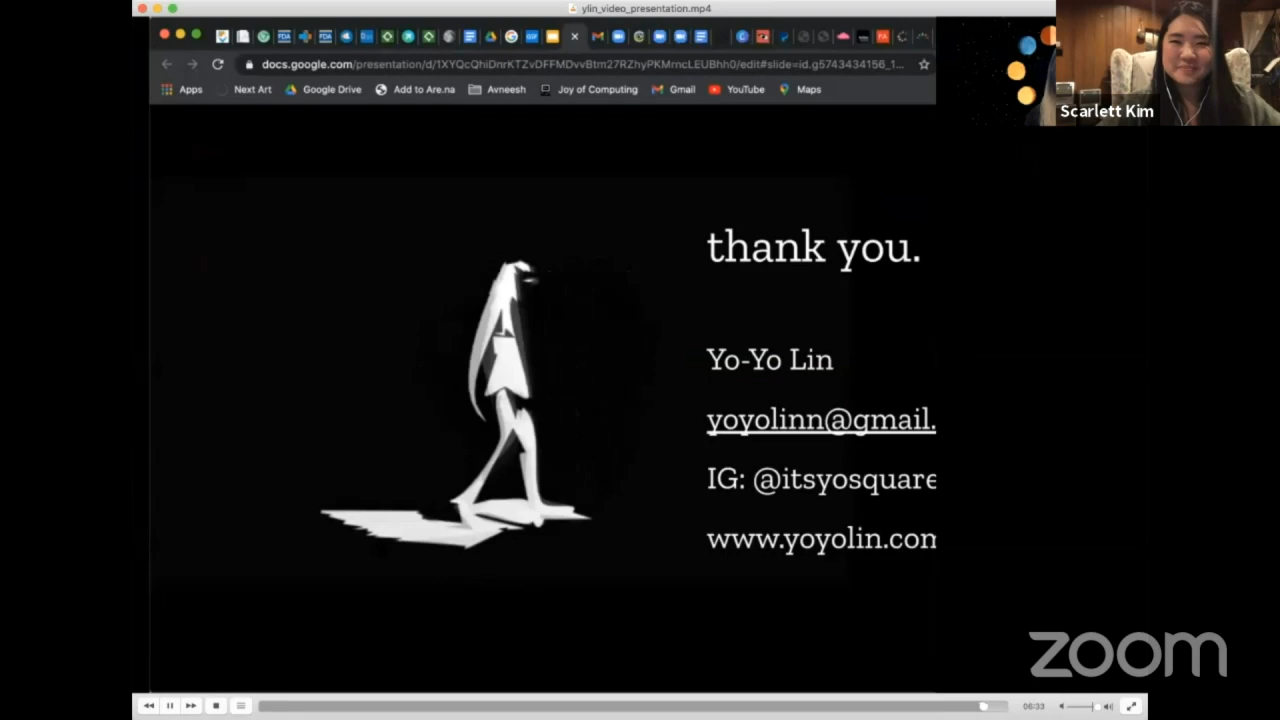 ylin_video_presentation.mp4
docs.google.com/presentation/d/1XYQcQhiDnrKTZvDFFMDvvBtm27RZhyPKMrncLEUBhh0/edit#slide=id.g5743434156_1...
Apps Next Art Google Drive Add to Are.na Avneesh Joy of Computing Gmail YouTube Maps
Scarlett Kim
thank you.
Yo-Yo Lin
yoyolinn@gmail.
IG: @itsyosquare
www.yoyolin.com
zoom
06:33